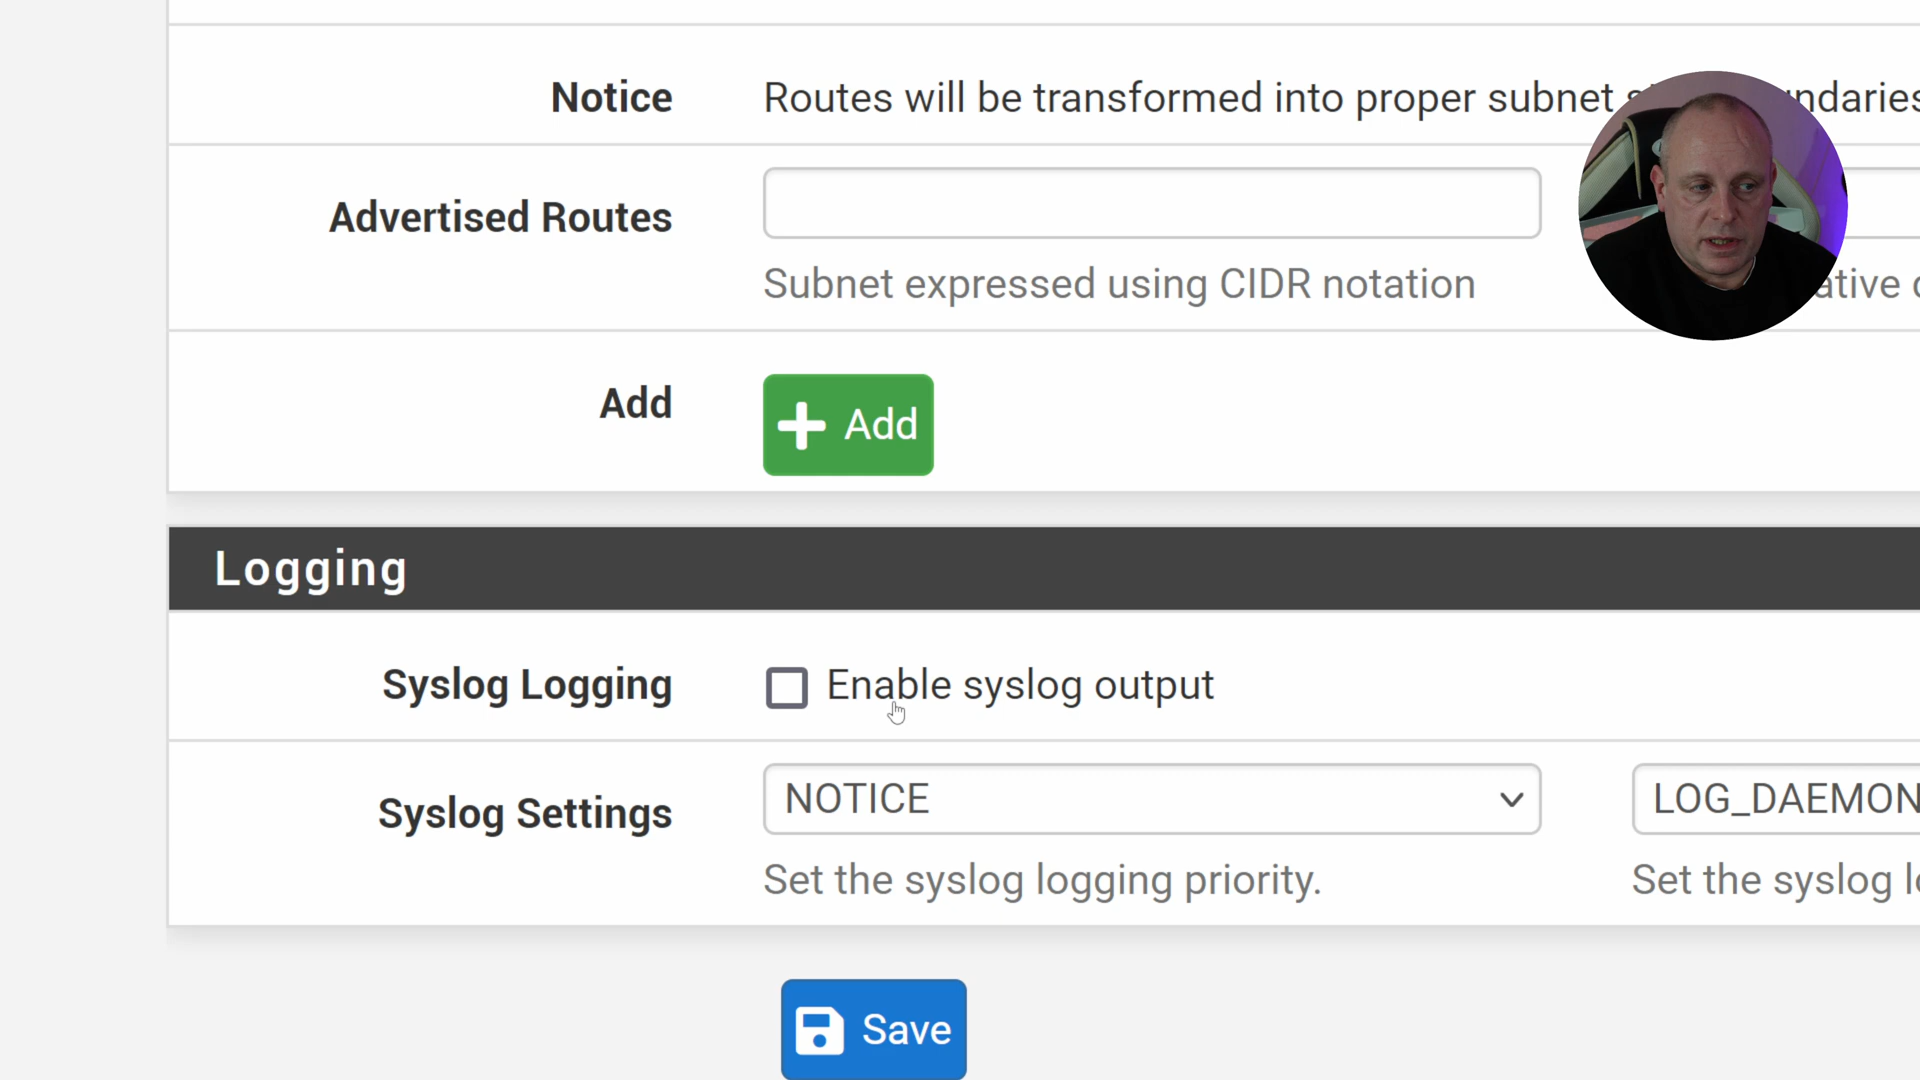 Notice Routes will be transformed into proper subnet ndaries
Advertised Routes
Subnet expressed using CIDR notation ative
Add Add
Logging
Syslog Logging Enable syslog output
Syslog Settings NOTICE LOG_DAEMON
Set the syslog logging priority. Set the syslog
Save